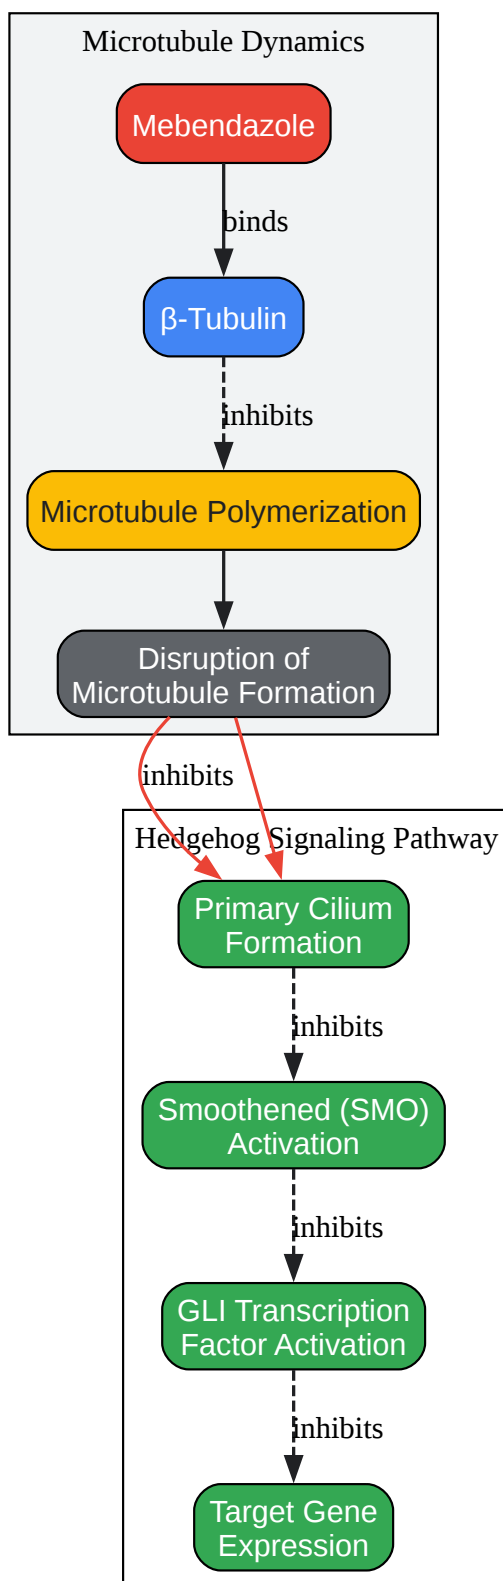 Microtubule Dynamics
Mebendazole
binds
β-Tubulin
inhibits
Microtubule Polymerization
Disruption of
Microtubule Formation
inhibits
Hedgehog Signaling Pathway
Primary Cilium
Formation
inhibits
Smoothened (SMO)
Activation
inhibits
GLI Transcription
Factor Activation
inhibits
Target Gene
Expression